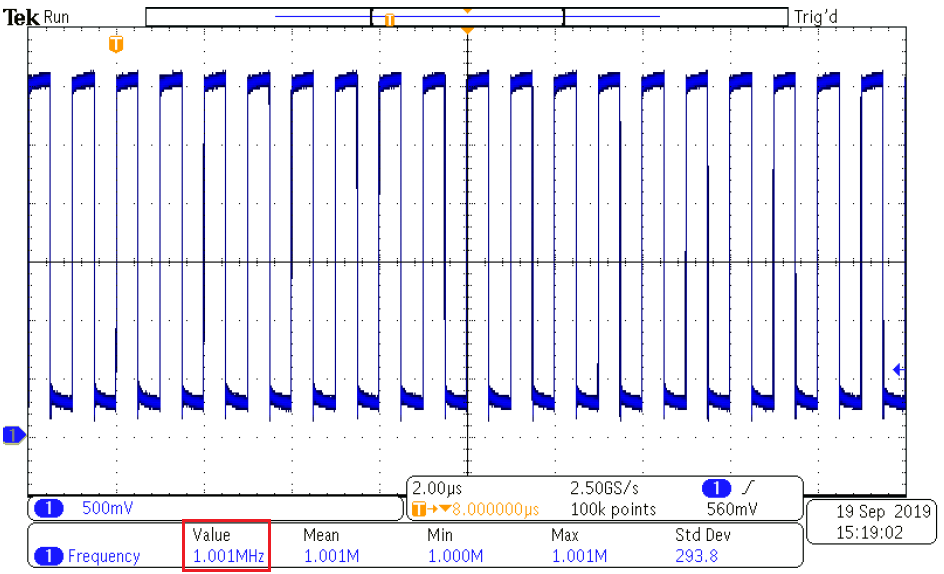 Tek Run Trig'd
T
T
1
2.00µs 2.50GS/s 1
1 500mV T→▼8.000000µs 100k points 560mV
Value Mean Min Max Std Dev
1 Frequency 1.001MHz 1.001M 1.000M 1.001M 293.8
19 Sep 2019
15:19:02